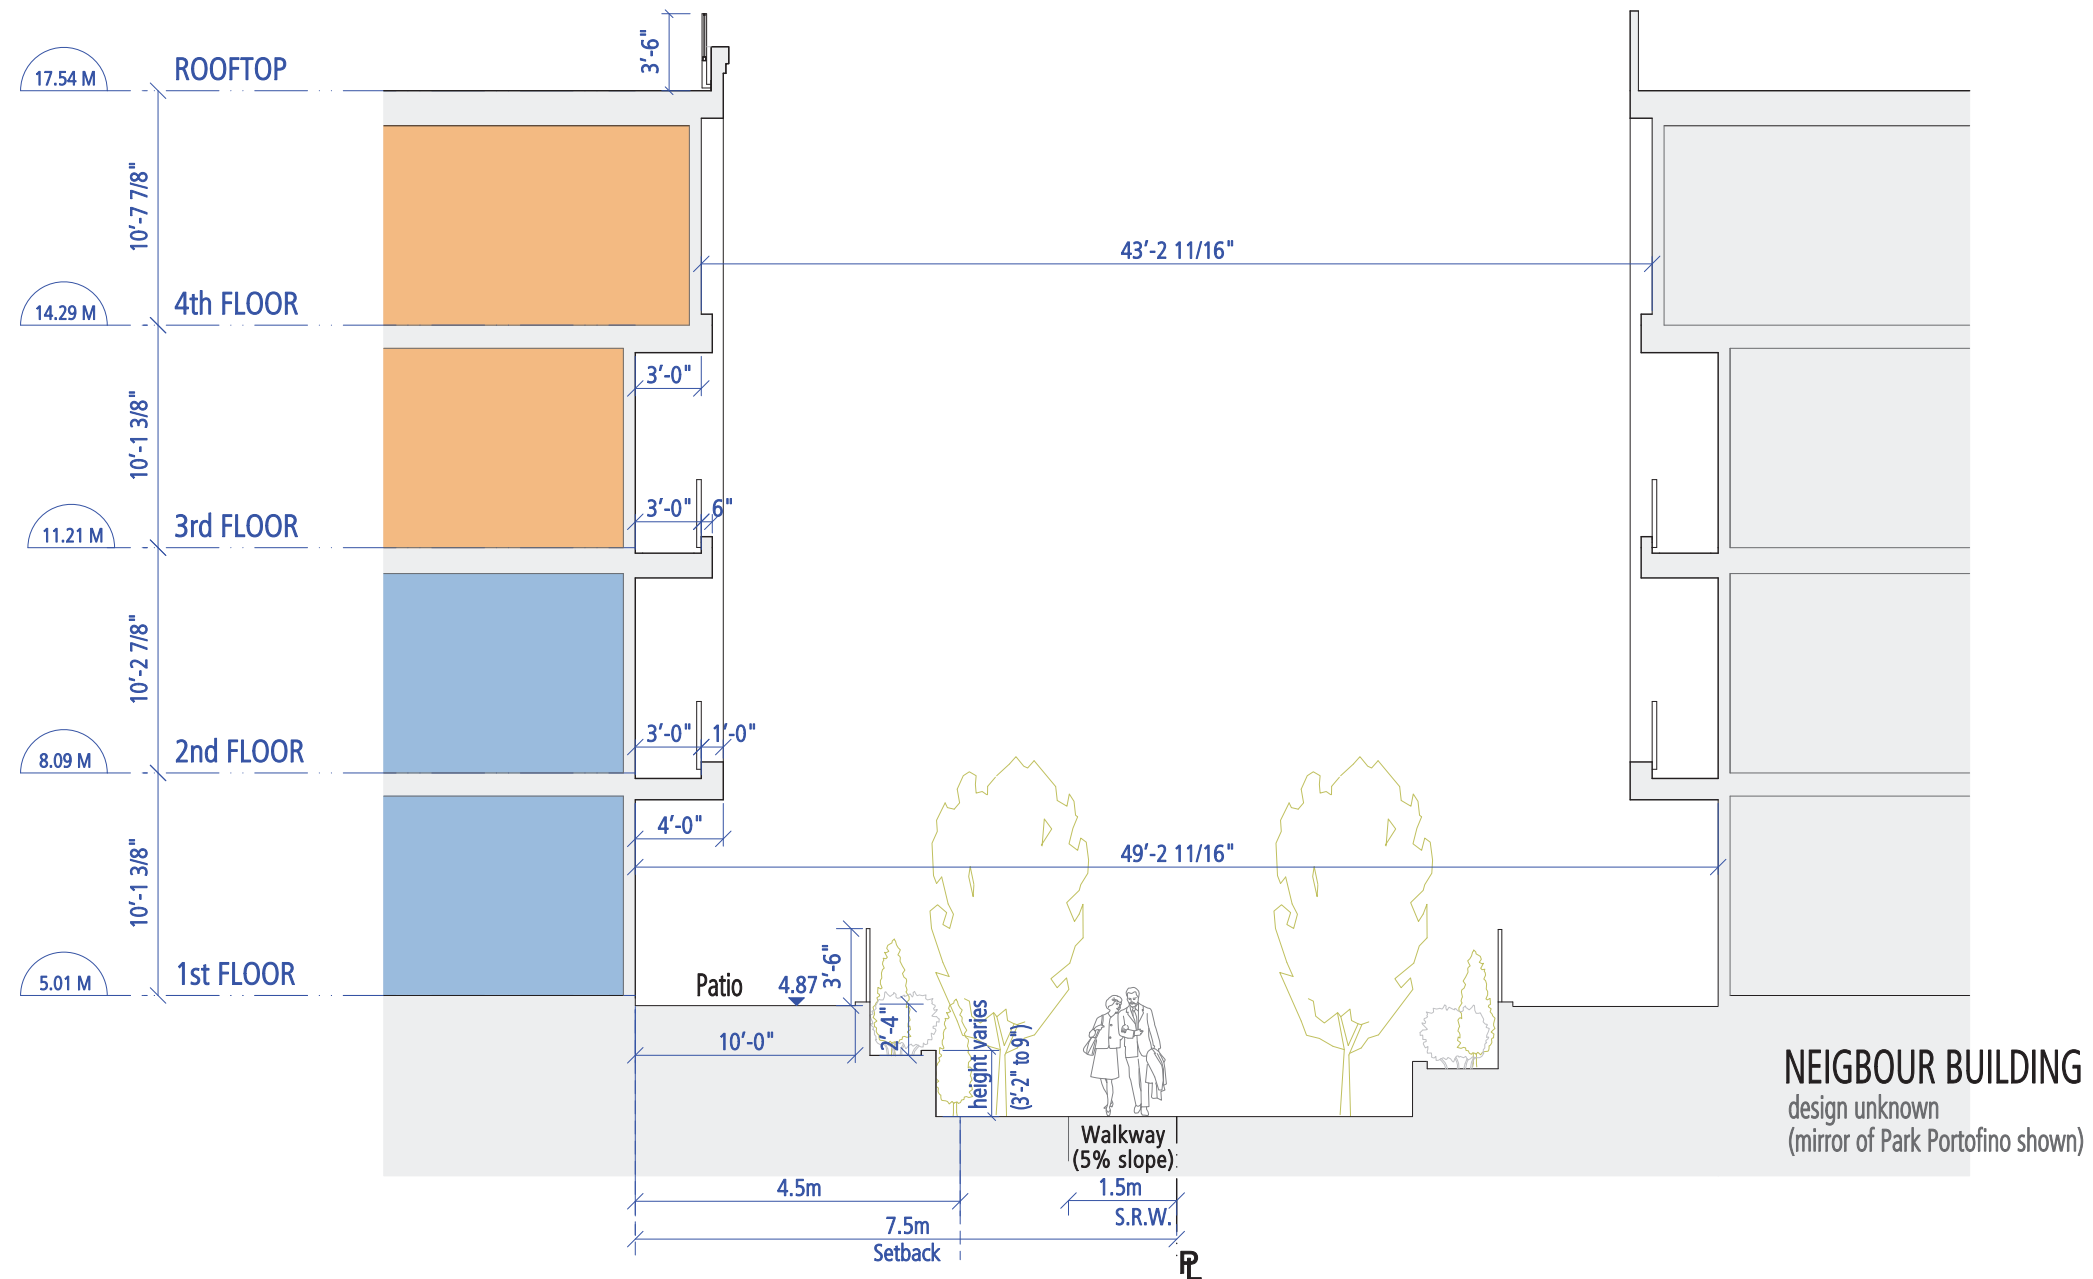 3'-6"
17.54 M
ROOFTOP
10'-7 7/8"
43'-2 11/16"
14.29 M
4th FLOOR
3'-0"
10'-1 3/8"
3'-0" 6"
11.21 M
3rd FLOOR
10'-2 7/8"
3'-0" 1'-0"
8.09 M
2nd FLOOR
4'-0"
49'-2 11/16"
10'-1 3/8"
3'-6"
5.01 M
1st FLOOR
Patio
4.87
2'-4"
10'-0"
height varies
(3'-2" to 9")
NEIGBOUR BUILDING
design unknown
(mirror of Park Portofino shown)
Walkway
(5% slope)
4.5m
1.5m
S.R.W.
7.5m
Setback
PL